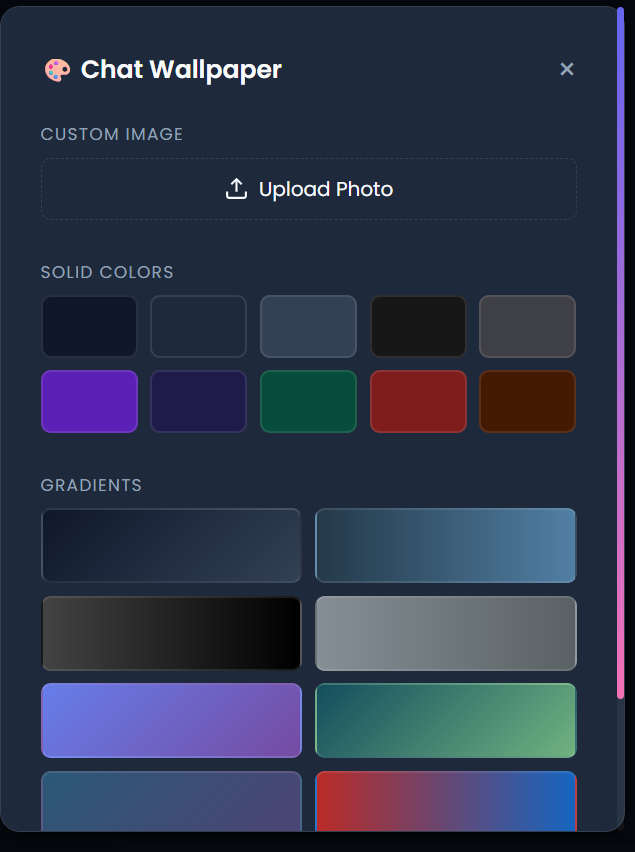 Chat Wallpaper
CUSTOM IMAGE
Upload Photo
SOLID COLORS
GRADIENTS